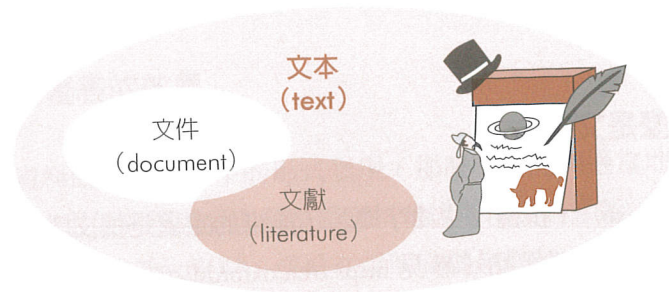 文本
(text)
文件
(document)
文獻
(literature)